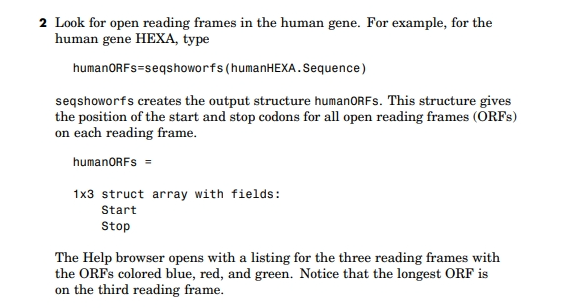 2 Look for open reading frames in the human gene. For example, for the
human gene HEXA, type
humanORFs=seqshoworfs(humanHEXA.Sequence)
seqshoworfs creates the output structure humanORFs. This structure gives
the position of the start and stop codons for all open reading frames (ORFs)
on each reading frame.
humanORFs =
1x3 struct array with fields:
Start
Stop
The Help browser opens with a listing for the three reading frames with
the ORFs colored blue, red, and green. Notice that the longest ORF is
on the third reading frame.